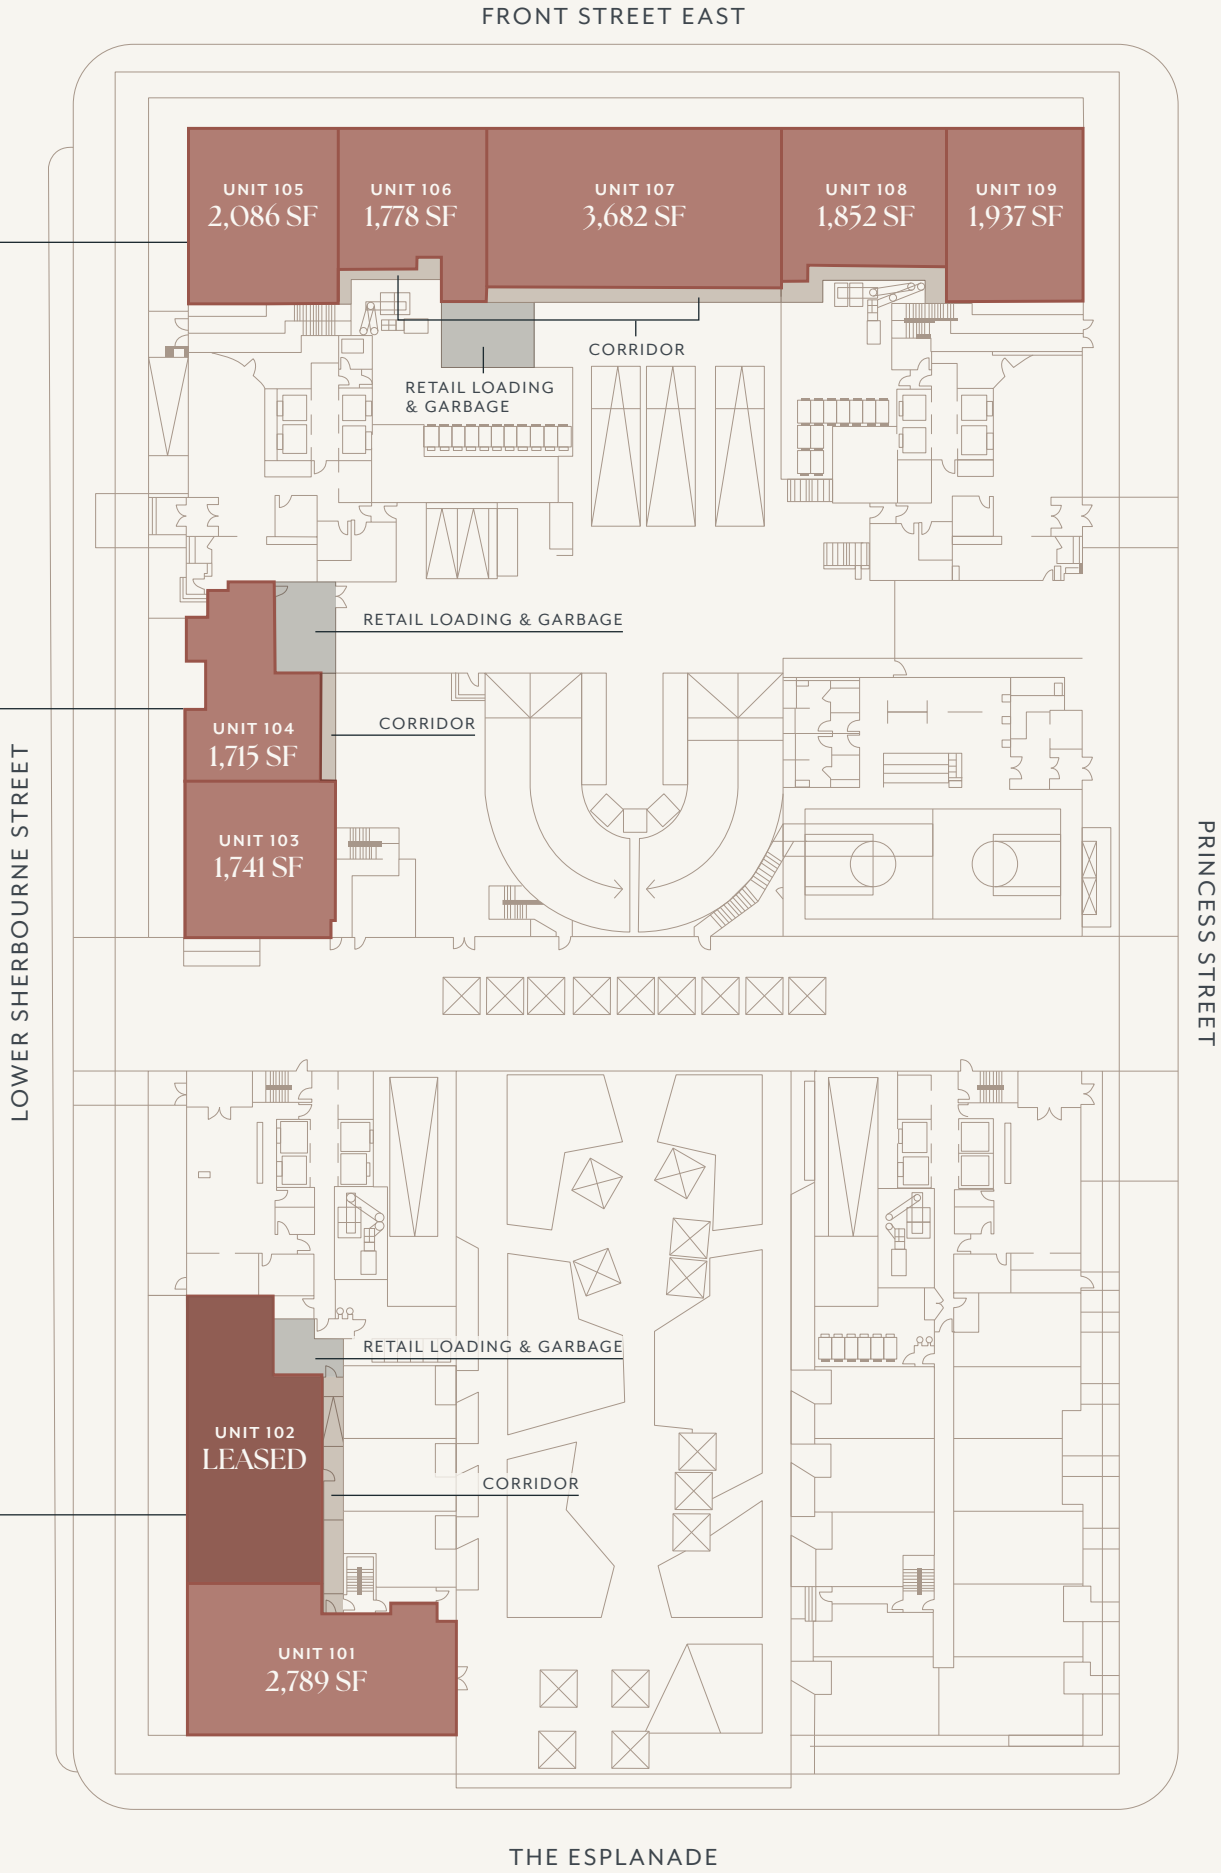 FRONT STREET EAST
UNIT 105
2,086 SF
UNIT 106
1,778 SF
UNIT 107
3,682 SF
UNIT 108
1,852 SF
UNIT 109
1,937 SF
CORRIDOR
RETAIL LOADING
& GARBAGE
RETAIL LOADING & GARBAGE
UNIT 104
1,715 SF
CORRIDOR
UNIT 103
1,741 SF
LOWER SHERBOURNE STREET
PRINCESS STREET
RETAIL LOADING & GARBAGE
UNIT 102
LEASED
CORRIDOR
UNIT 101
2,789 SF
THE ESPLANADE